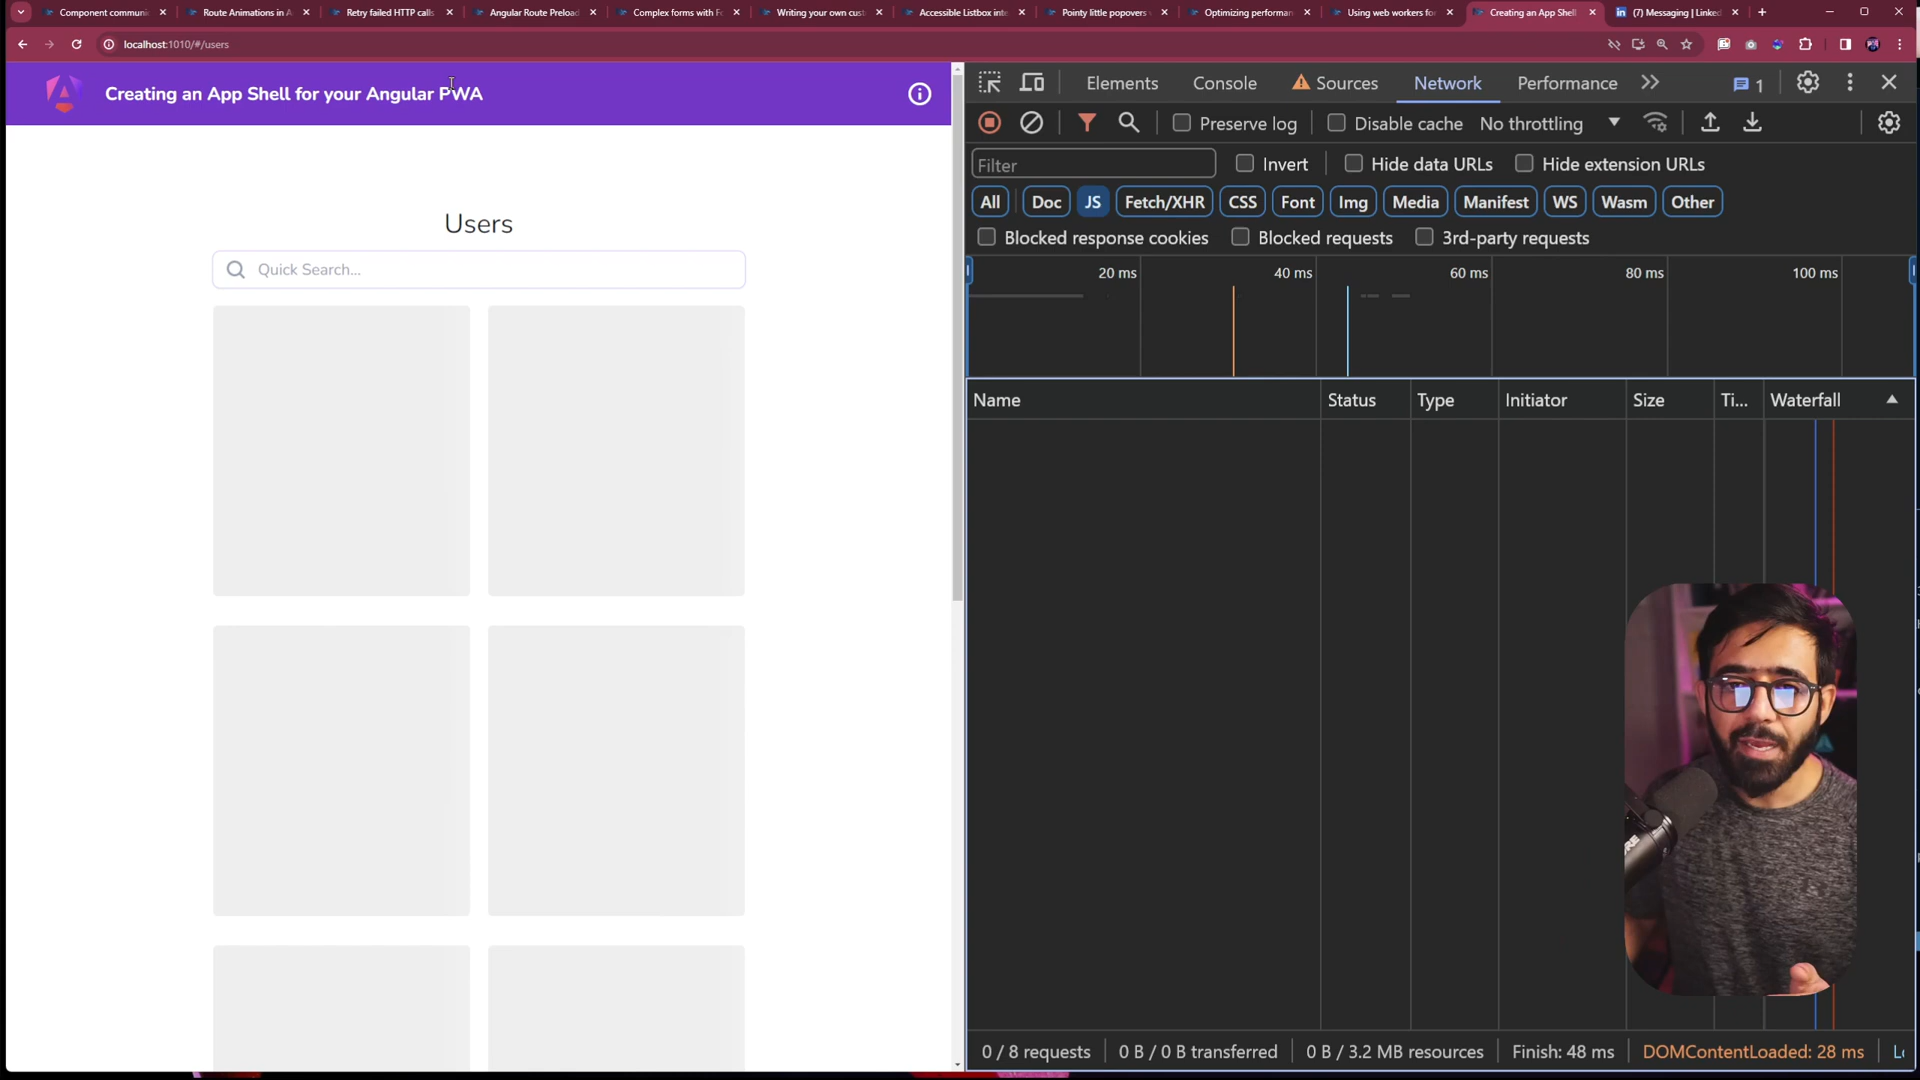 Component communi
Route Animations in A
Retry failed HTTP calls
Angular Route Preload
Complex forms with Fo
Writing your own cust
Accessible Listbox inte
Pointy little popovers
Optimizing performan
Using web workers for
Creating an App Shell
(7) Messaging | Linked
localhost:1010/#/users
Creating an App Shell for your Angular PWA
Users
Quick Search...
Elements
Console
Sources
Network
Performance
1
Preserve log
Disable cache
No throttling
Filter
Invert
Hide data URLs
Hide extension URLs
All
Doc
JS
Fetch/XHR
CSS
Font
Img
Media
Manifest
WS
Wasm
Other
Blocked response cookies
Blocked requests
3rd-party requests
20 ms
40 ms
60 ms
80 ms
100 ms
Name
Status
Type
Initiator
Size
Ti...
Waterfall
0 / 8 requests
0 B / 0 B transferred
0 B / 3.2 MB resources
Finish: 48 ms
DOMContentLoaded: 28 ms